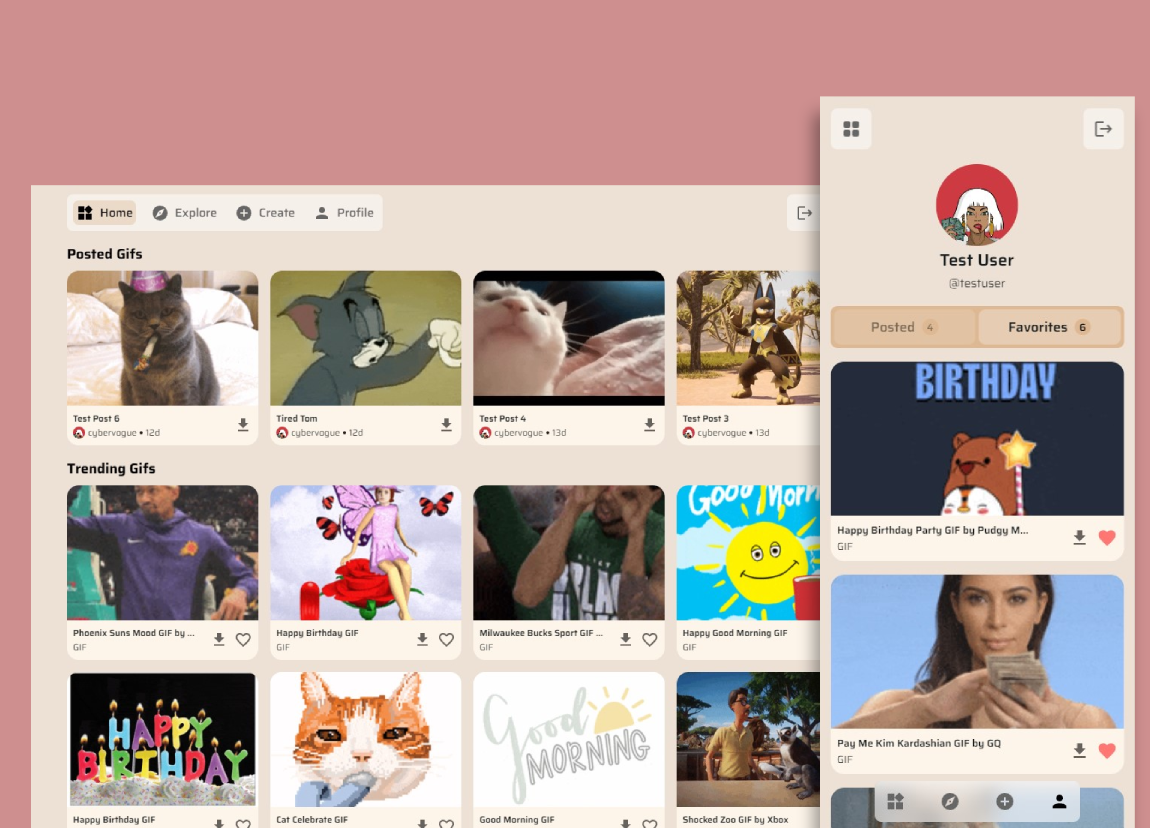 Home Explore Create Profile
Posted Gifs
Test Post 6
cybervogue • 12d
Tired Tom
cybervogue • 12d
Test Post 4
cybervogue • 13d
Test Post 3
cybervogue • 13d
Trending Gifs
Phoenix Suns Mood GIF by ...
GIF
Happy Birthday GIF
GIF
Milwaukee Bucks Sport GIF ...
GIF
Good Morn
Happy Good Morning GIF
GIF
HAPPY
BIRTHDAY
Happy Birthday GIF
Cat Celebrate GIF
Good
MORNING
Good Morning GIF
Shocked Zoo GIF by Xbox
Test User
@testuser
Posted 4
Favorites 6
BIRTHDAY
Happy Birthday Party GIF by Pudgy M...
GIF
Pay Me Kim Kardashian GIF by GQ
GIF